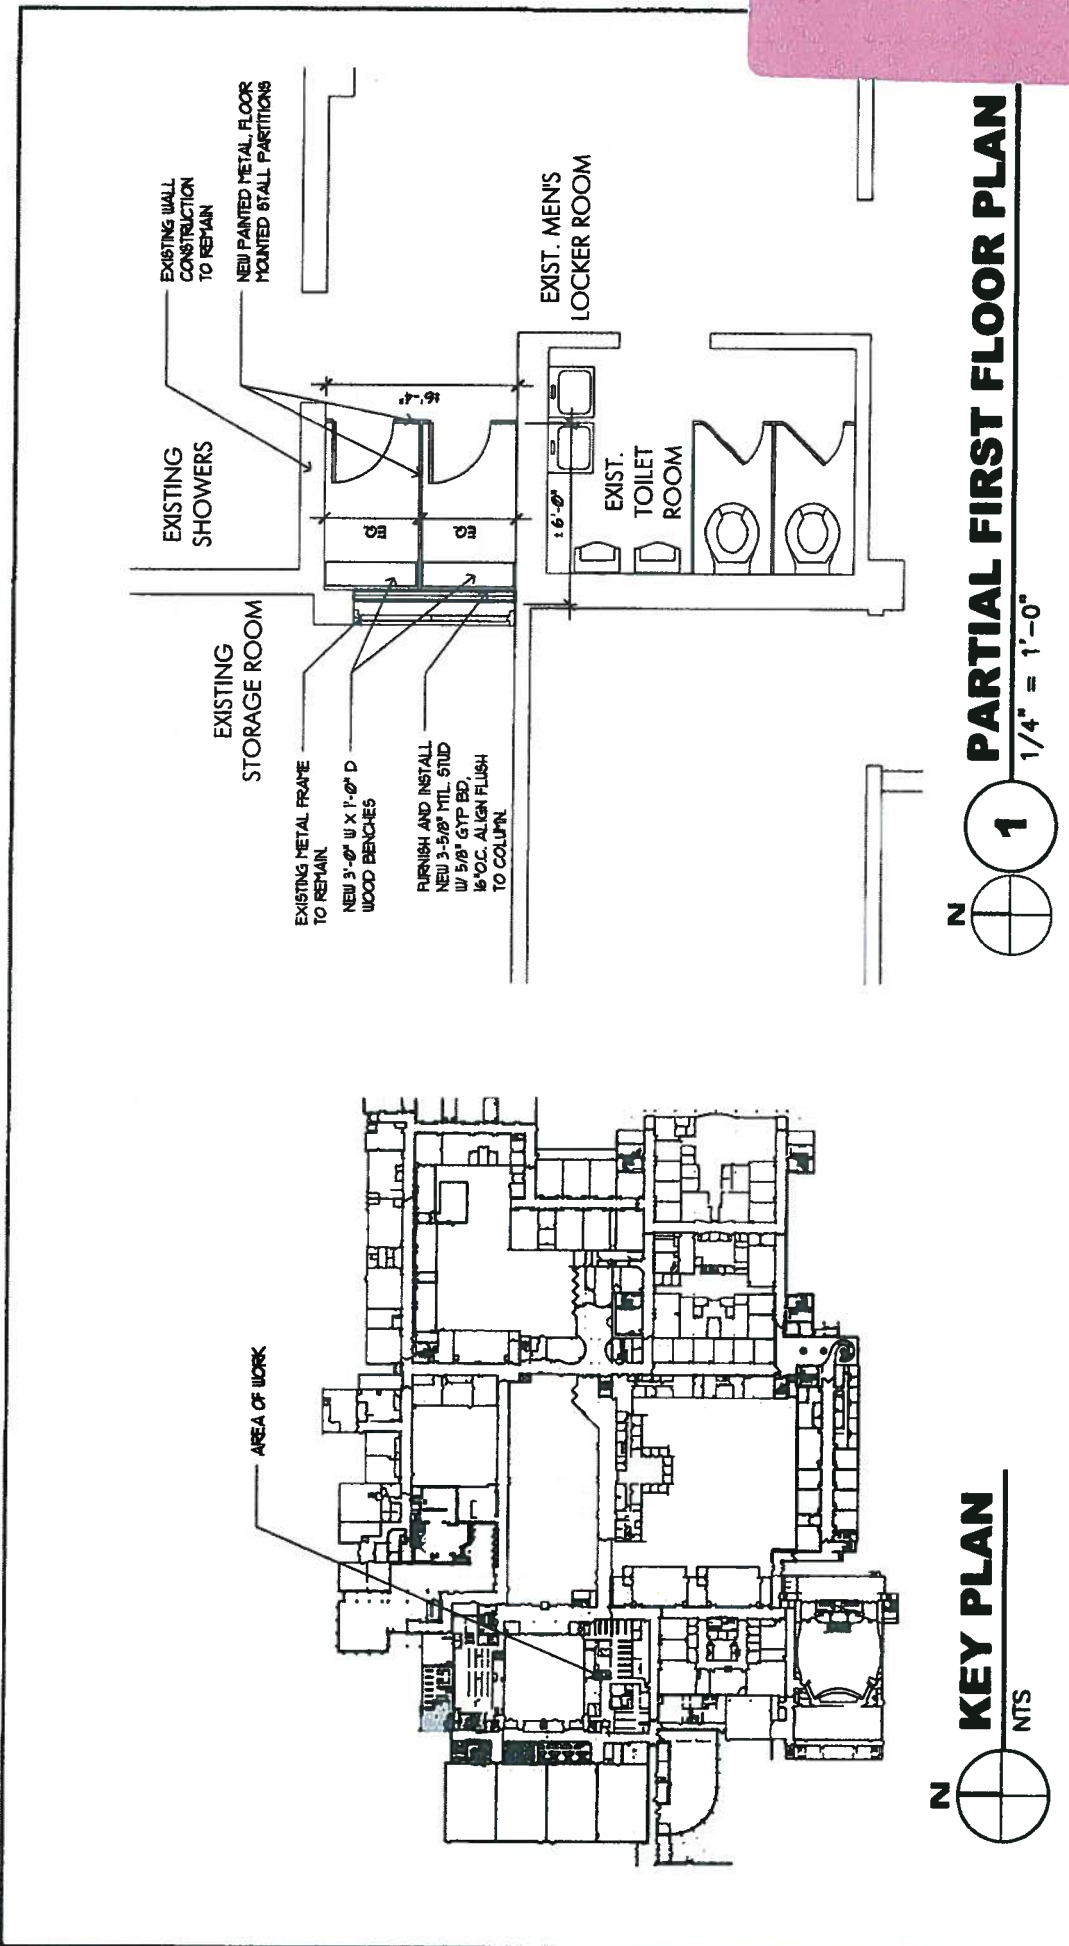 AREA OF WORK
N
KEY PLAN
NTS
EXISTING
STORAGE ROOM
EXISTING
SHOWERS
EXISTING WALL
CONSTRUCTION
TO REMAIN
NEW PAINTED METAL, FLOOR
MOUNTED STALL PARTITIONS
EXISTING METAL FRAME
TO REMAIN.
NEW 3'-0" W X 1'-0" D
WOOD BENCHES
FURNISH AND INSTALL
NEW 3-5/8" MTL. STUD
W/ 5/8" GYP BD,
16"O.C. ALIGN FLUSH
TO COLUMN.
EQ.
EQ.
±6'-4"
± 6'-0"
EXIST.
TOILET
ROOM
EXIST. MEN'S
LOCKER ROOM
N
1
PARTIAL FIRST FLOOR PLAN
1/4" = 1'-0"